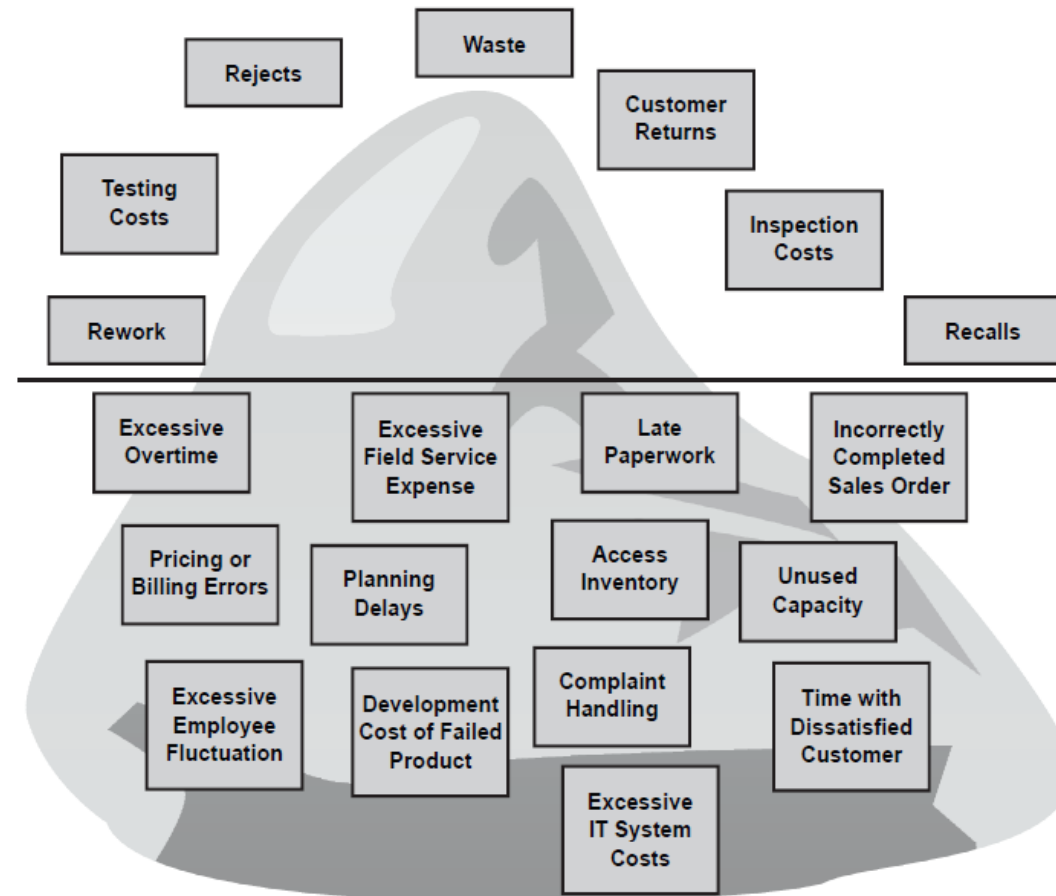 Waste
Rejects
Customer
Returns
Testing
Costs
Inspection
Costs
Rework
Recalls
Excessive
Overtime
Excessive
Field Service
Expense
Late
Paperwork
Incorrectly
Completed
Sales Order
Pricing or
Billing Errors
Planning
Delays
Access
Inventory
Unused
Capacity
Excessive
Employee
Fluctuation
Development
Cost of Failed
Product
Complaint
Handling
Time with
Dissatisfied
Customer
Excessive
IT System
Costs